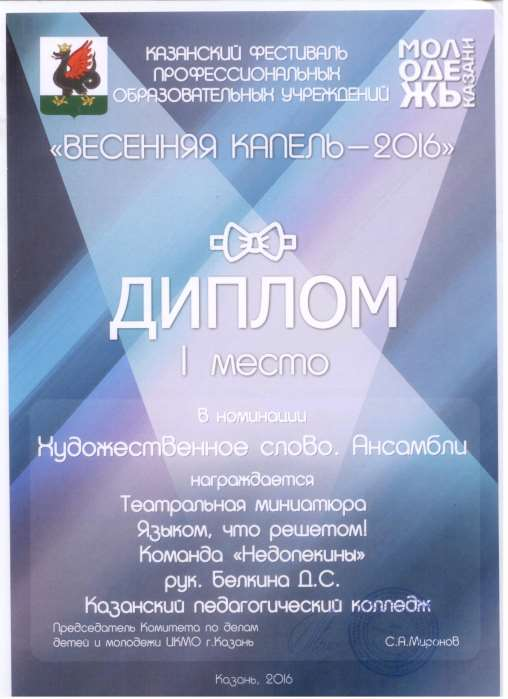 КАЗАНСКИЙ ФЕСТИВАЛЬ
ПРОФЕССИОНАЛЬНЫХ
ОБРАЗОВАТЕЛЬНЫХ УЧРЕЖДЕНИЙ
МОЛ
ОДЕ
ЖЬ
КАЗАНИ
«ВЕСЕННЯЯ КАПЕЛЬ–2016»
ДИПЛОМ
I место
в номинации
Художественное слово. Ансамбли
награждается
Театральная миниатюра
Языком, что решетом!
Команда «Недопекины»
рук. Белкина Д.С.
Казанский педагогический колледж
Председатель Комитета по делам
детей и молодежи ИКМО г.Казань
С.А.Миронов
Казань, 2016